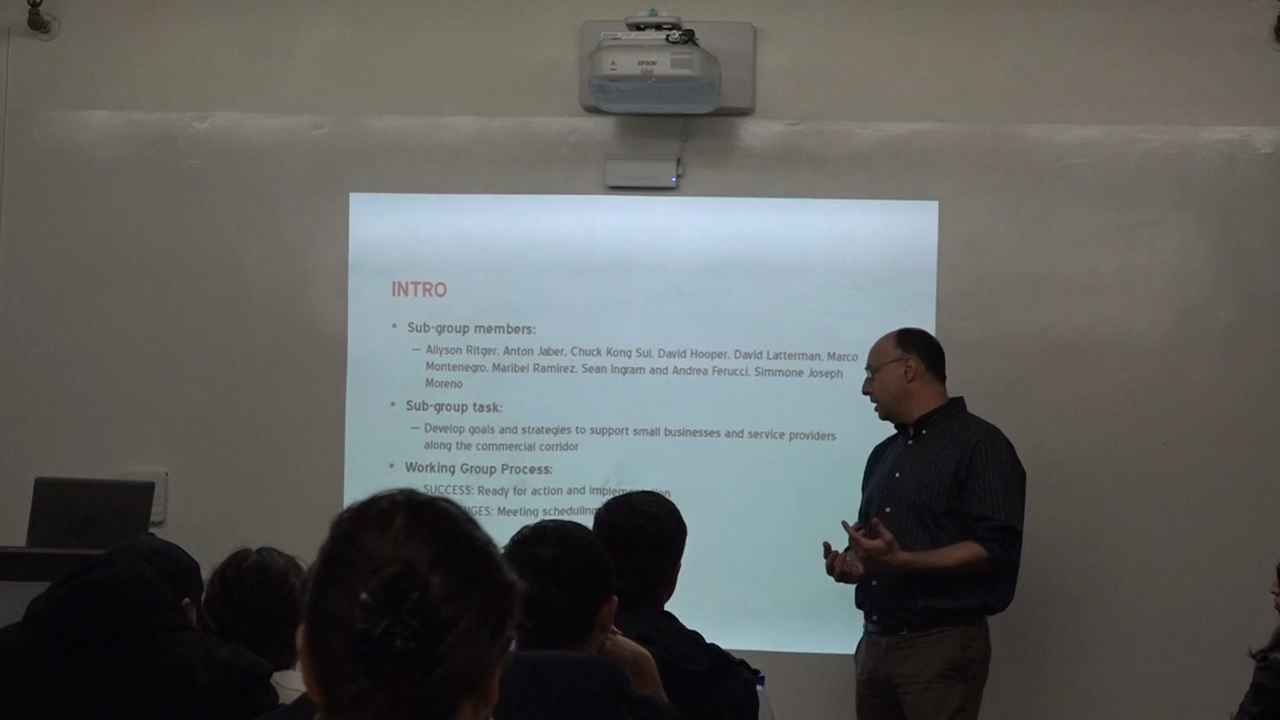 EPSON
INTRO
• Sub-group members:
— Allyson Ritger, Anton Jaber, Chuck Kong Sui, David Hooper, David Latterman, Marco
Montenegro, Maribel Ramirez, Sean Ingram and Andrea Ferucci, Simmone Joseph
Moreno
• Sub-group task:
— Develop goals and strategies to support small businesses and service providers
along the commercial corridor
• Working Group Process:
SUCCESS: Ready for action and
Meeting scheduling